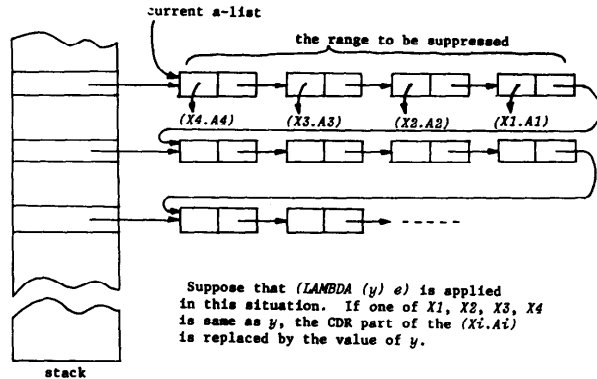 current a-list
the range to be suppressed
(X4.A4) (X3.A3) (X2.A2) (X1.A1)
Suppose that (LAMBDA (y) e) is applied
in this situation. If one of X1, X2, X3, X4
is same as y, the CDR part of the (Xi.Ai)
is replaced by the value of y.
stack